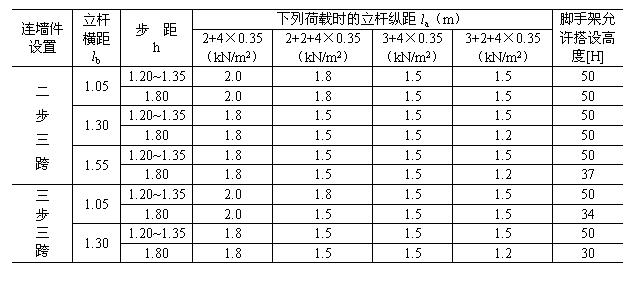 连墙件设置 立杆横距 lb 步 距 h 下列荷载时的立杆纵距 la（m） 脚手架允许搭设高度[H]
2+4×0.35（kN/m²） 2+2+4×0.35（kN/m²） 3+4×0.35（kN/m²） 3+2+4×0.35（kN/m²）
二步三跨 1.05 1.20~1.35 2.0 1.8 1.5 1.5 50
1.80 2.0 1.8 1.5 1.5 50
1.30 1.20~1.35 1.8 1.5 1.5 1.5 50
1.80 1.8 1.5 1.5 1.2 50
1.55 1.20~1.35 1.8 1.5 1.5 1.5 50
1.80 1.8 1.5 1.5 1.2 37
三步三跨 1.05 1.20~1.35 2.0 1.8 1.5 1.5 50
1.80 2.0 1.5 1.5 1.5 34
1.30 1.20~1.35 1.8 1.5 1.5 1.5 50
1.80 1.8 1.5 1.5 1.2 30